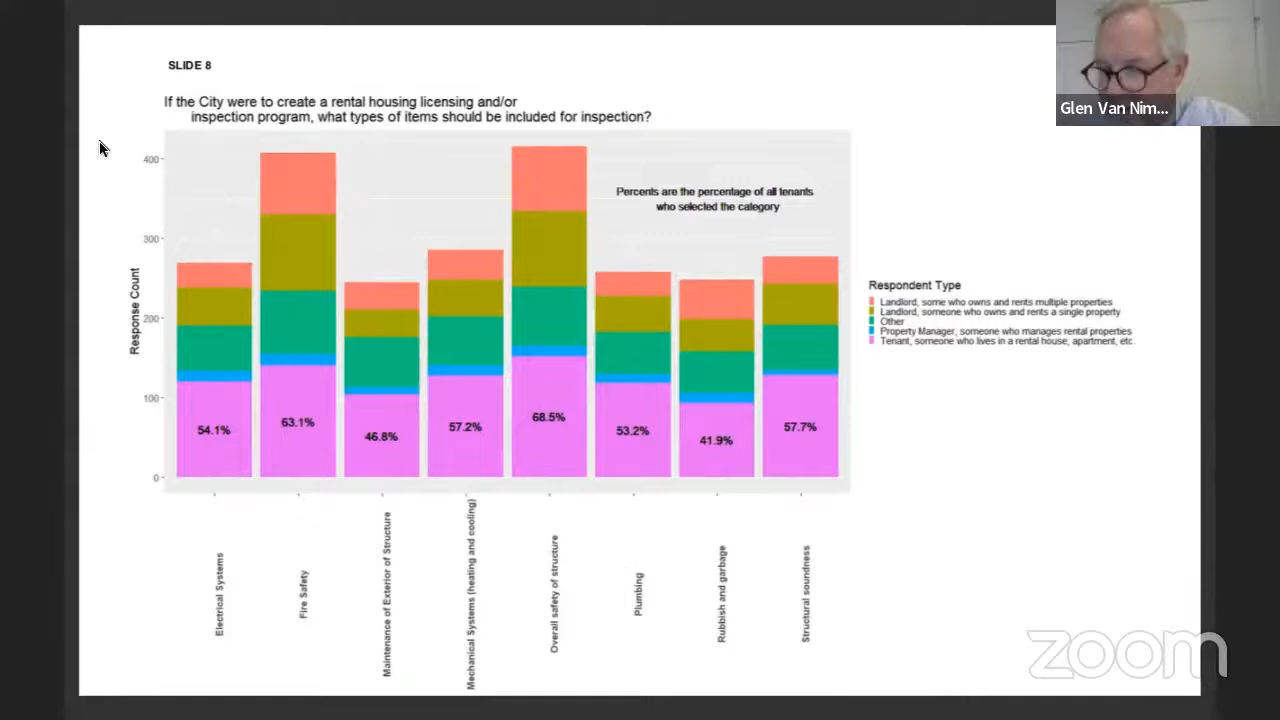 SLIDE 8
Glen Van Nim...
If the City were to create a rental housing licensing and/or
inspection program, what types of items should be included for inspection?
Percents are the percentage of all tenants
who selected the category
Response Count
400
300
200
100
0
54.1%
63.1%
46.8%
57.2%
68.5%
53.2%
41.9%
57.7%
Electrical Systems
Fire Safety
Maintenance of Exterior of Structure
Mechanical Systems (heating and cooling)
Overall safety of structure
Plumbing
Rubbish and garbage
Structural soundness
Respondent Type
Landlord, some who owns and rents multiple properties
Landlord, someone who owns and rents a single property
Other
Property Manager, someone who manages rental properties
Tenant, someone who lives in a rental house, apartment, etc.
zoom